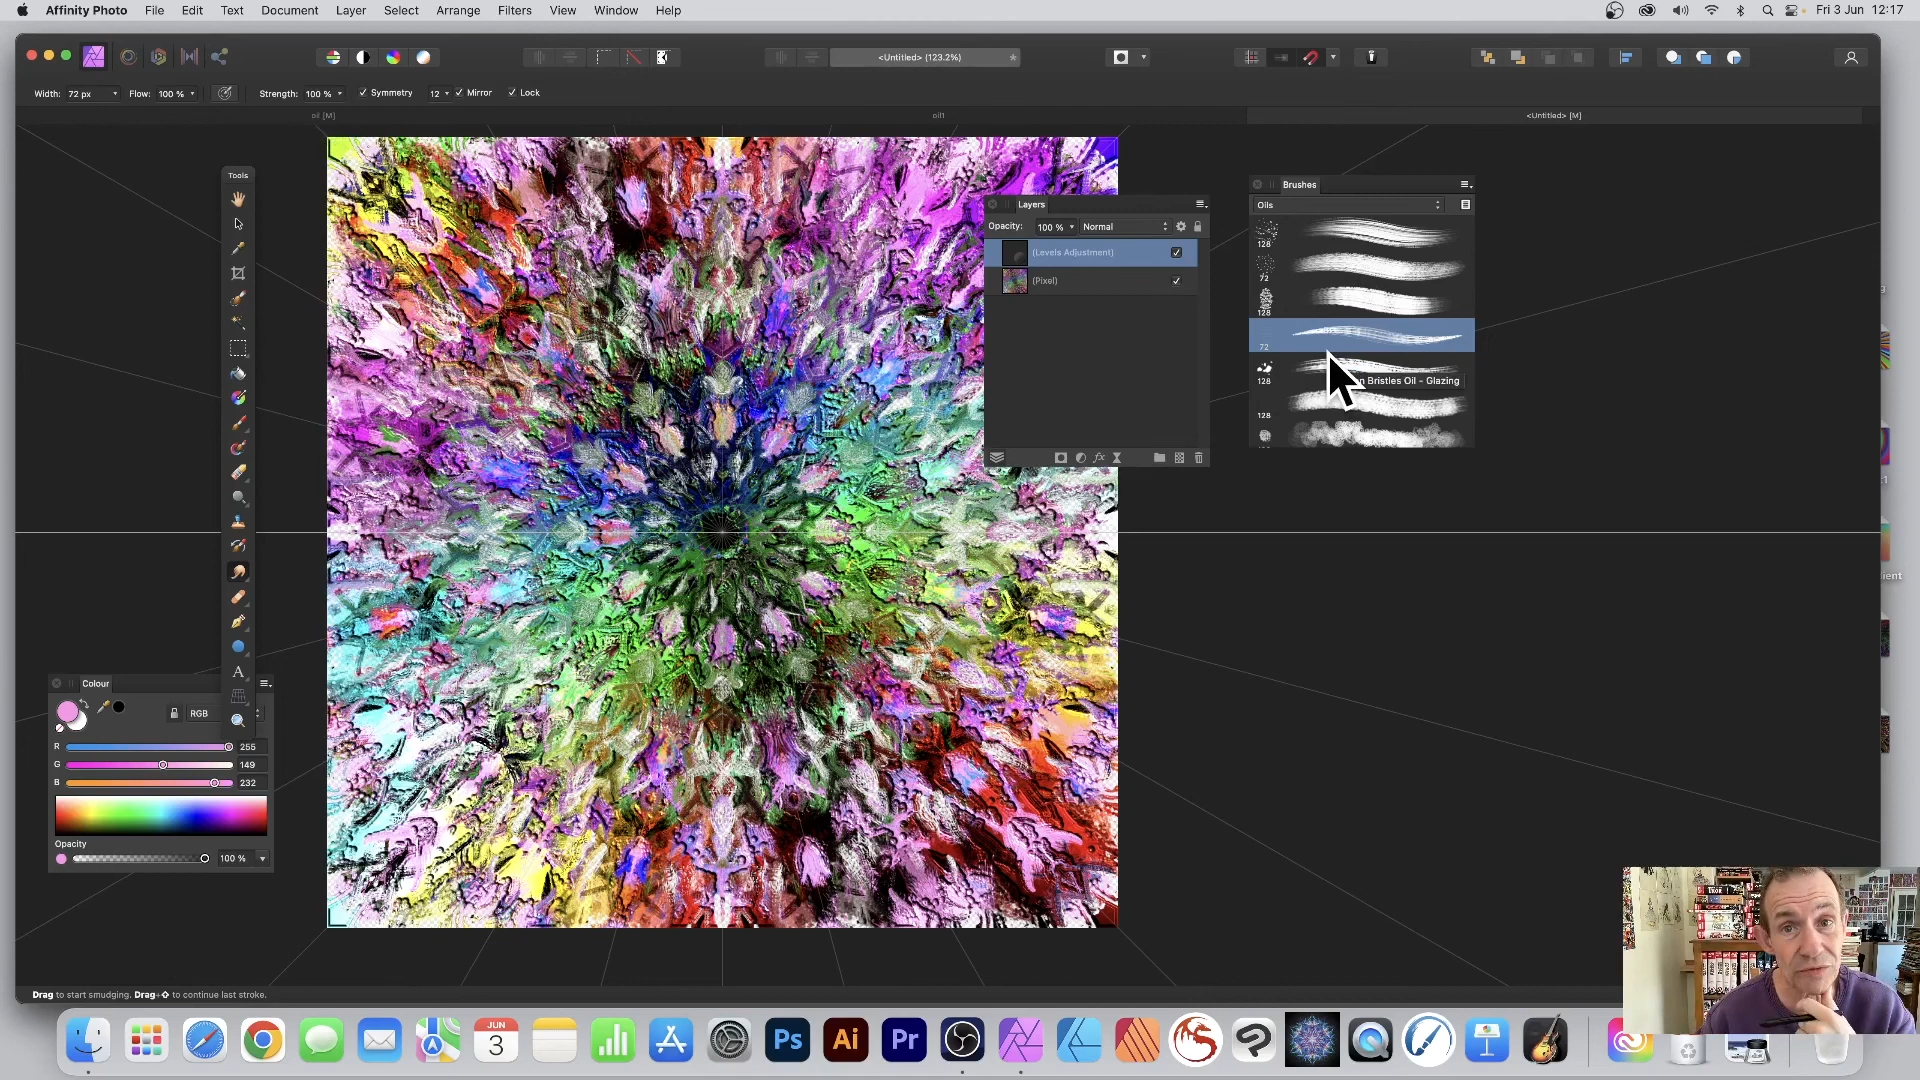 Affinity Photo File Edit Text Document Layer Select Arrange Filters View Window Help
Fri 3 Jun 12:17
<Untitled> (123.2%)
Width: 72 px Flow: 100 % Strength: 100 % Symmetry 12 Mirror Lock
oil [M]
oil1
<Untitled> [M]
Tools
Layers
Opacity: 100 % Normal
(Levels Adjustment)
(Pixel)
Brushes
Oils
128
72
128
72
128
n Bristles Oil - Glazing
128
Colour
RGB
R 255
G 149
B 232
Opacity
100 %
A
Drag to start smudging. Drag+⇧ to continue last stroke.
JUN
3
Ps
Ai
Pr